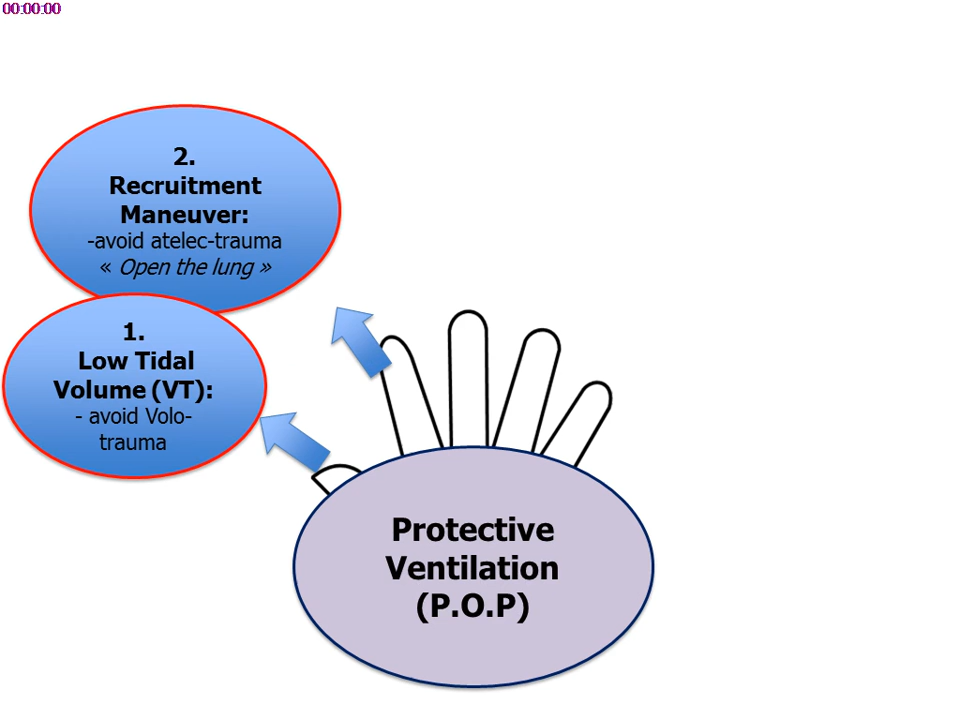 00:00:00
2.
Recruitment
Maneuver:
-avoid atelec-trauma
« Open the lung »
1.
Low Tidal
Volume (VT):
- avoid Volo-
trauma
Protective
Ventilation
(P.O.P)